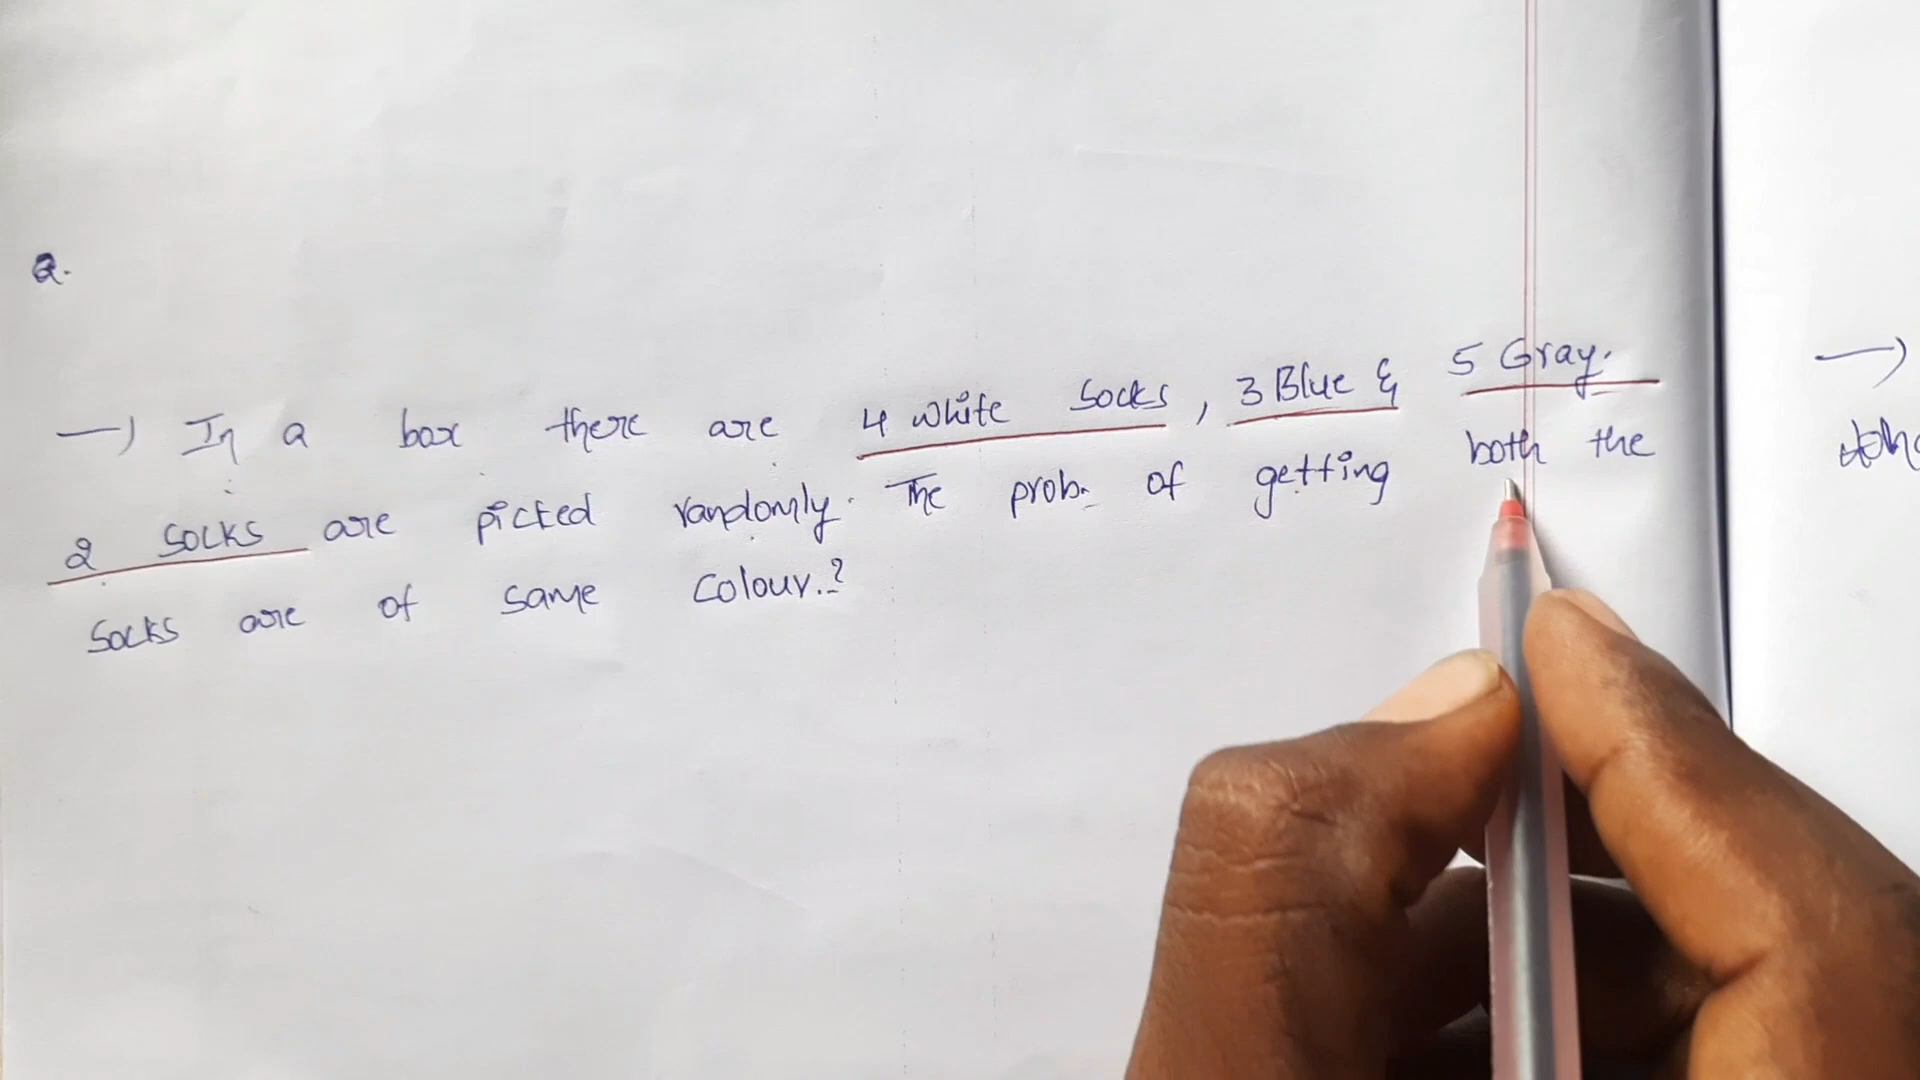 Q.
→ In a box there are 4 white Socks, 3 Blue & 5 Gray.
2 Socks are picked randomly. The prob. of getting both the
Socks are of same Colour.?